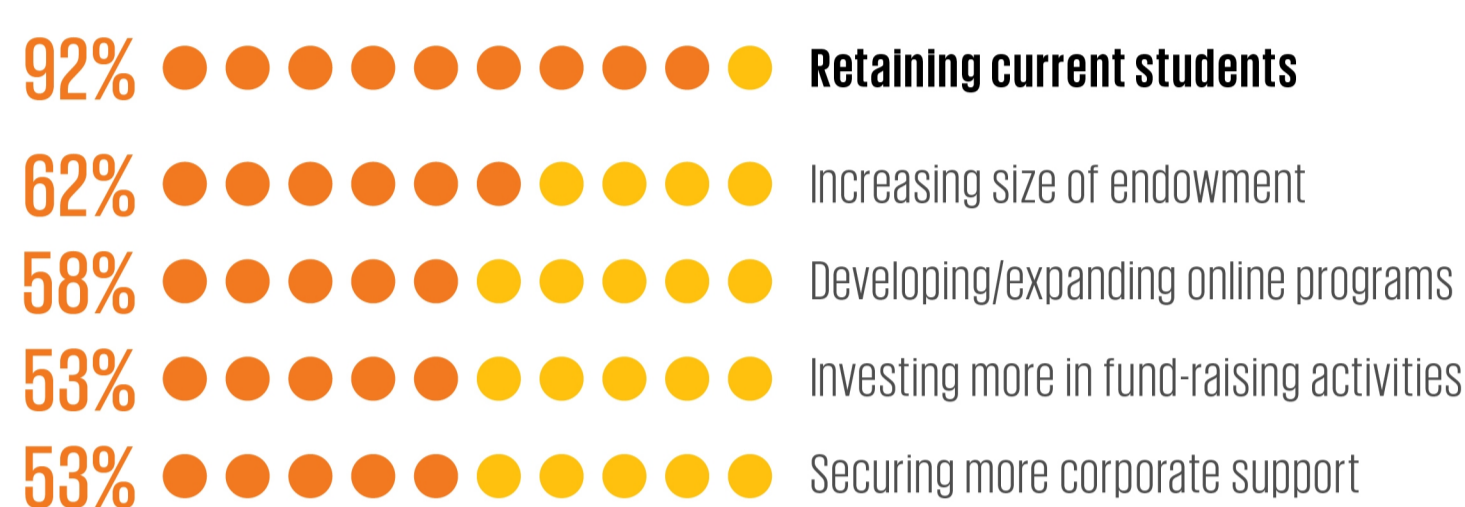 92% Retaining current students
62% Increasing size of endowment
58% Developing/expanding online programs
53% Investing more in fund-raising activities
53% Securing more corporate support